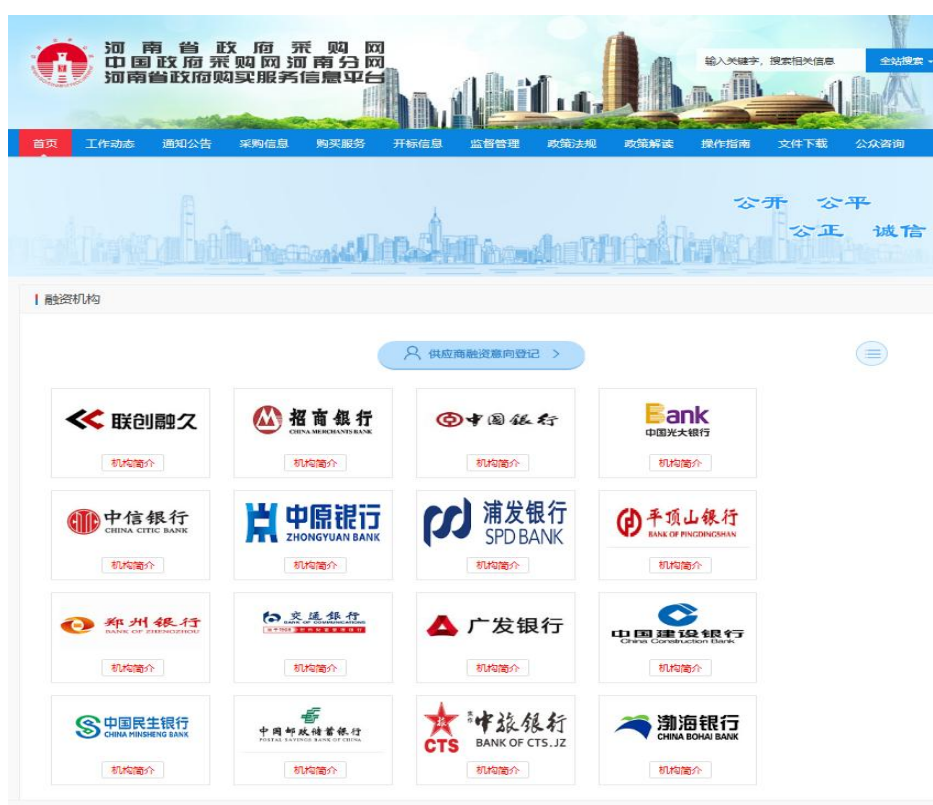 河南省政府采购网
中国政府采购网河南分网
河南省政府购买服务信息平台
输入关键字，搜索相关信息 全站搜索
首页 工作动态 通知公告 采购信息 购买服务 开标信息 监督管理 政策法规 政策解读 操作指南 文件下载 公众咨询
公开 公平
公正 诚信
融资机构
供应商融资意向登记 >
联创融久
机构简介
招商银行
CHINA MERCHANTS BANK
机构简介
中国银行
机构简介
Bank
中国光大银行
机构简介
CITIC
中信银行
CHINA CITIC BANK
机构简介
中原银行
ZHONGYUAN BANK
机构简介
浦发银行
SPD BANK
机构简介
平顶山银行
BANK OF PINGDINGSHAN
机构简介
郑州银行
BANK OF ZHENGZHOU
机构简介
交通银行
BANK OF COMMUNICATIONS
机构简介
广发银行
机构简介
中国建设银行
China Construction Bank
机构简介
中国民生银行
CHINA MINSHENG BANK
机构简介
中国邮政储蓄银行
POSTAL SAVINGS BANK OF CHINA
机构简介
旅
CTS
焦作中旅银行
BANK OF CTS.JZ
机构简介
渤海银行
CHINA BOHAI BANK
机构简介